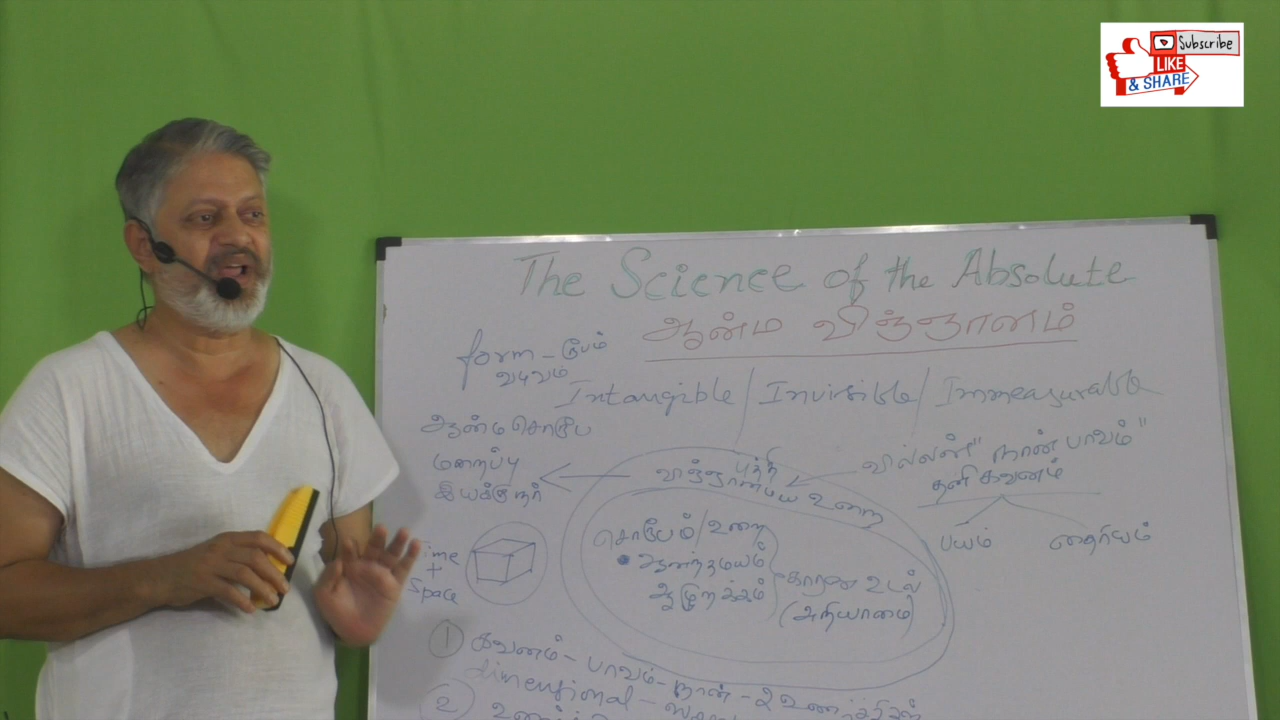 Subscribe
LIKE
& SHARE
The Science of the Absolute
ஆன்ம விஞ்ஞானம்
form - ரூபம்
வடிவம்
Intangible / Invisible / Immeasurable
ஆன்ம சொரூப
மறைப்பு
இயக்குநர்
புத்தி
விஞ்ஞானமய உறை
வில்லன் "நான் பாவம்"
தனி கவனம்
பயம் தைரியம்
சொரூபம் / உறை
ஆனந்தமயம்
ஆழுறக்கம்
காரண உடல்
(அறியாமை)
Time
+
Space
1 கவனம் - பாவம் - நான் - உணர்ச்சிகள்
dimensional -
2